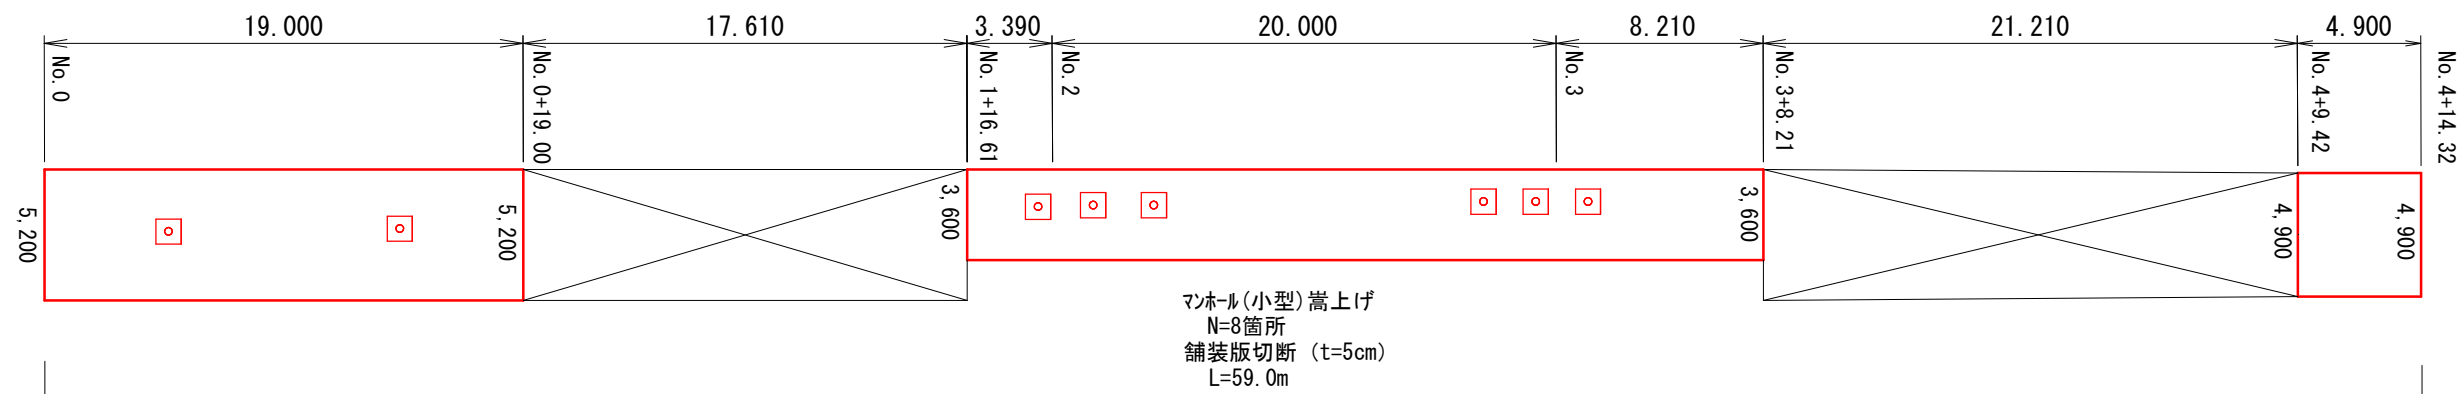 19.000
17.610
3.390
20.000
8.210
21.210
4.900
No.0
No.0+19.00
No.1+16.61
No.2
No.3
No.3+8.21
No.4+9.42
No.4+14.32
5,200
5,200
3,600
3,600
4,900
4,900
ﾏﾝﾎｰﾙ(小型)嵩上げ
N=8箇所
舗装版切断 (t=5cm)
L=59.0m